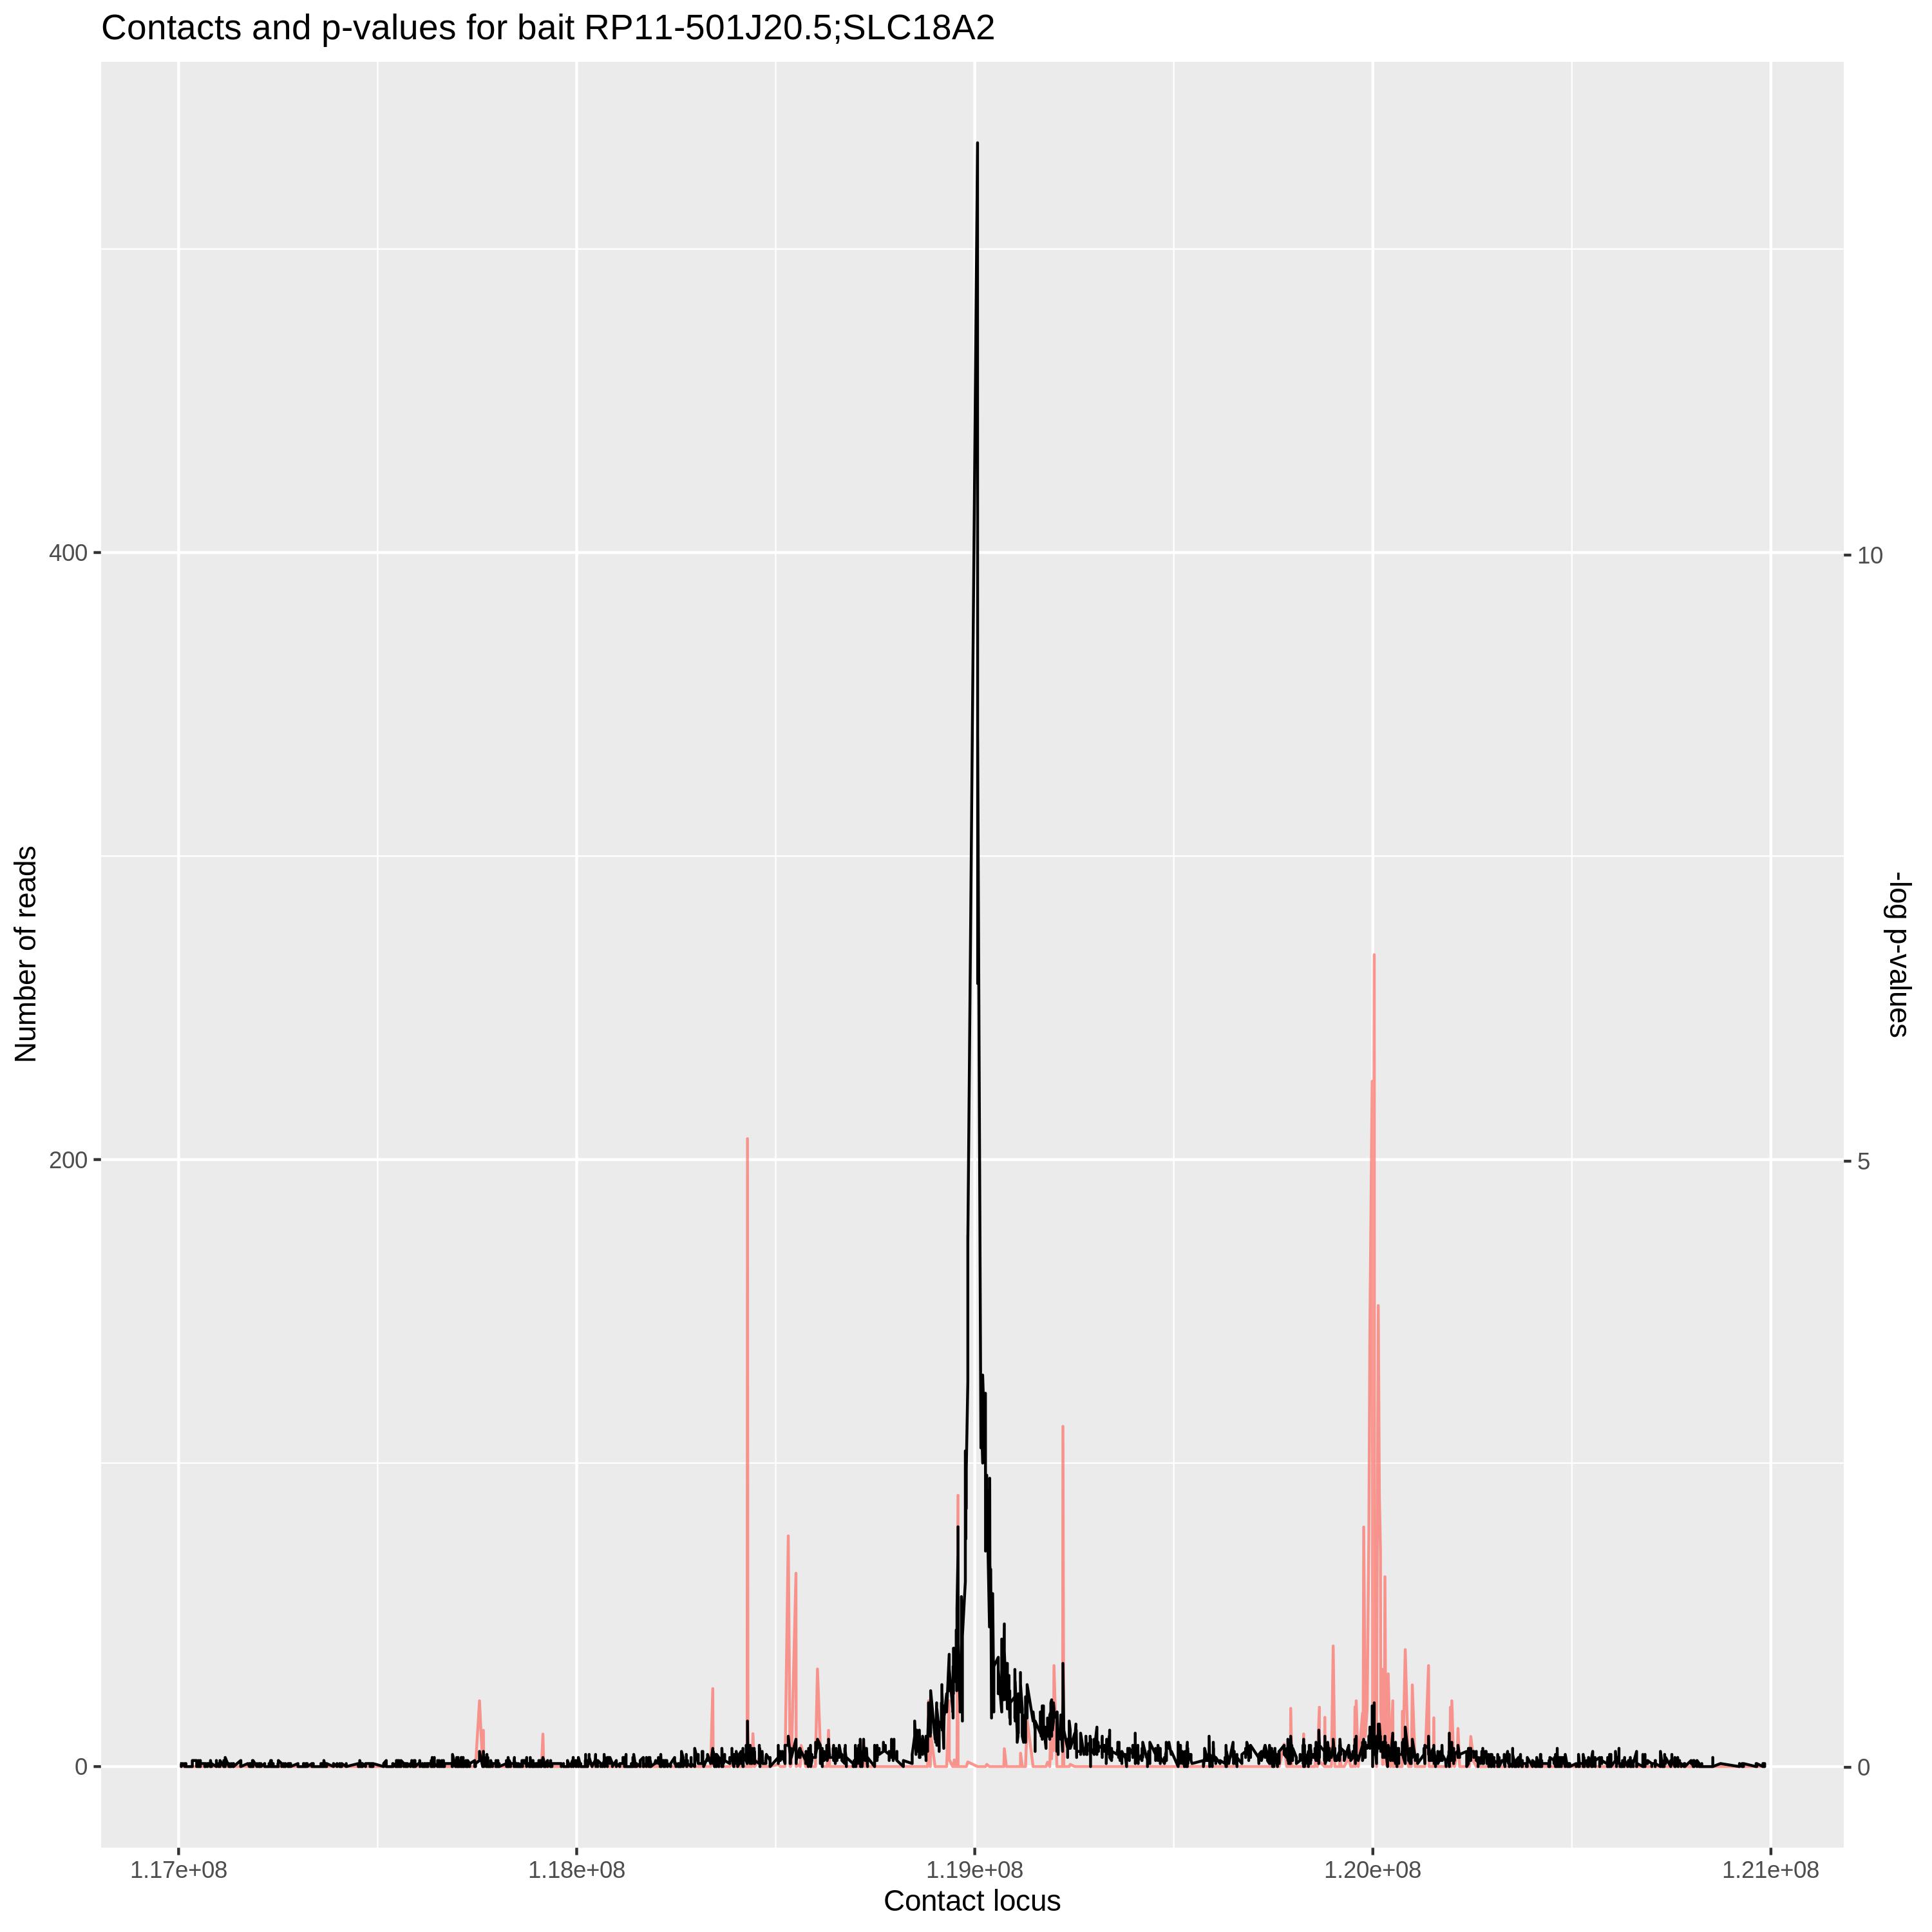 Contacts and p-values for bait RP11-501J20.5;SLC18A2
Number of reads
400
200
0
10
5
0
-log p-values
1.17e+08
1.18e+08
1.19e+08
1.20e+08
1.21e+08
Contact locus